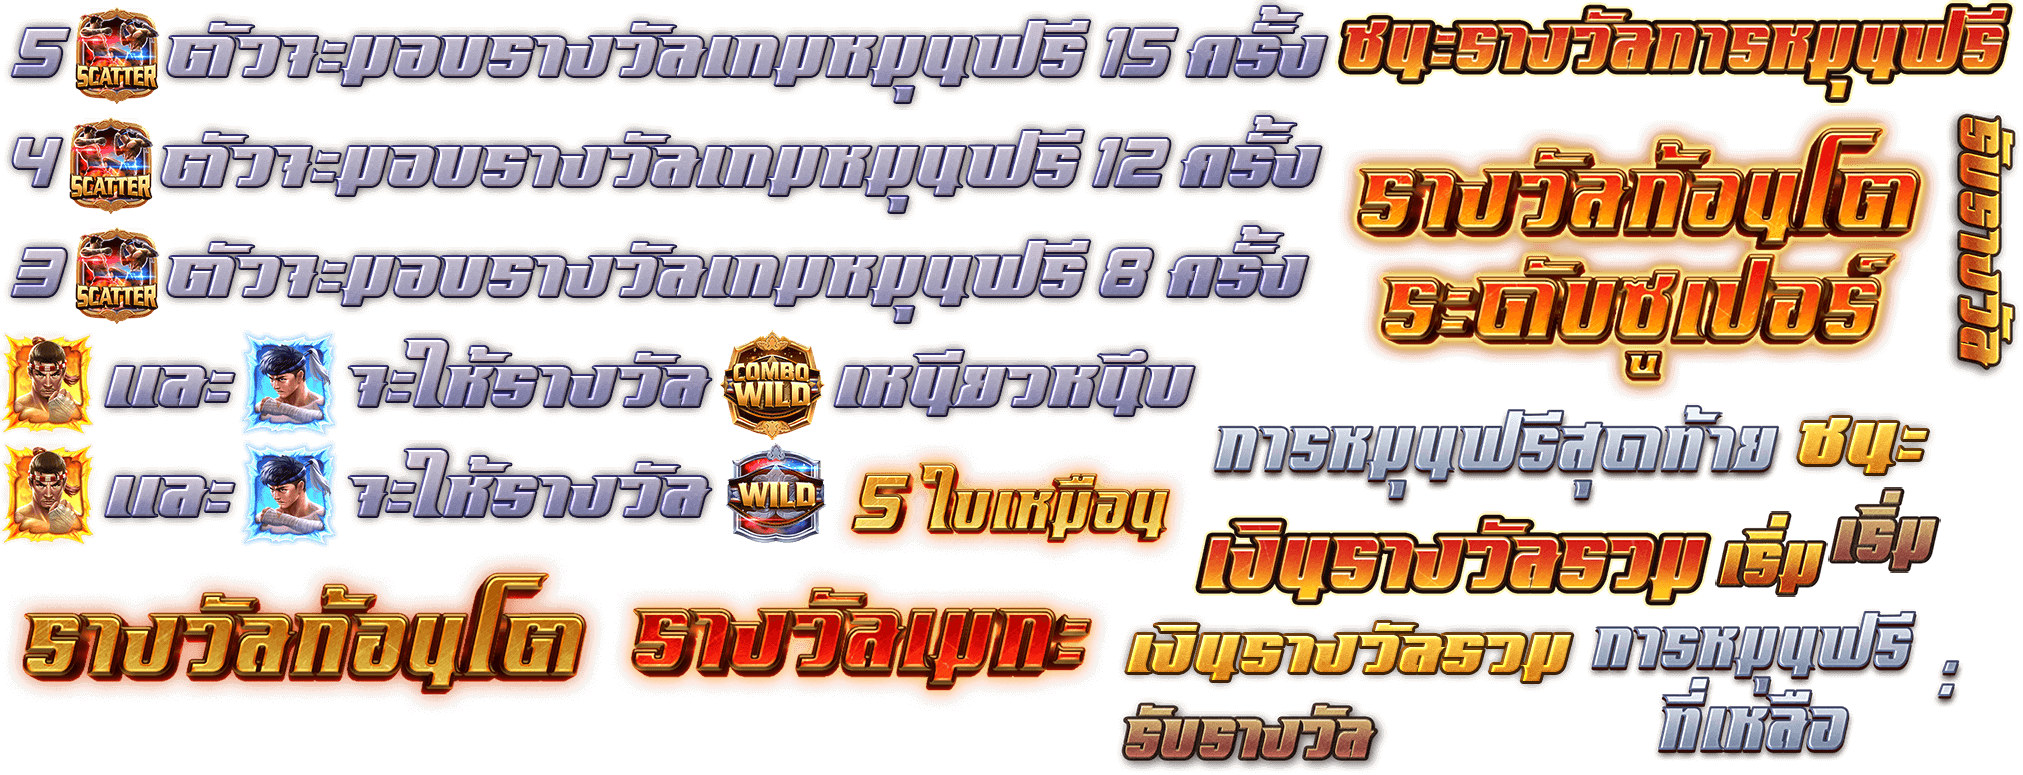 5 SCATTER ตัวจะมอบรางวัลเกมหมุนฟรี 15 ครั้ง
ชนะรางวัลการหมุนฟรี
4 SCATTER ตัวจะมอบรางวัลเกมหมุนฟรี 12 ครั้ง
รางวัลก้อนโต
ระดับซูเปอร์
รับรางวัล
3 SCATTER ตัวจะมอบรางวัลเกมหมุนฟรี 8 ครั้ง
และ จะให้รางวัล COMBO WILD เหนียวหนึบ
และ จะให้รางวัล WILD 5 ใบเหมือน
การหมุนฟรีสุดท้าย
ชนะ
เงินรางวัลรวม
เริ่ม
เริ่ม
รางวัลก้อนโต
รางวัลเมกะ
เงินรางวัลรวม
การหมุนฟรี
ที่เหลือ
:
รับรางวัล